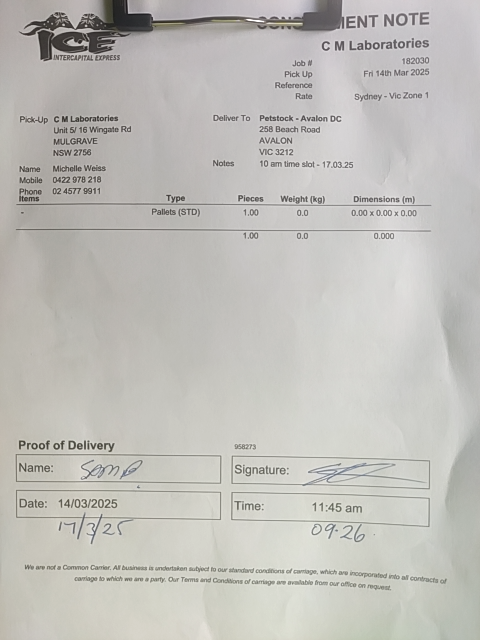 ICE
INTERCAPITAL EXPRESS
MENT NOTE
C M Laboratories
Job # 182030
Pick Up Fri 14th Mar 2025
Reference
Rate Sydney - Vic Zone 1
Pick-Up C M Laboratories
Unit 5/ 16 Wingate Rd
MULGRAVE
NSW 2756
Deliver To Petstock - Avalon DC
258 Beach Road
AVALON
VIC 3212
Notes 10 am time slot - 17.03.25
Name Michelle Weiss
Mobile 0422 978 218
Phone 02 4577 9911
Items Type Pieces Weight (kg) Dimensions (m)
- Pallets (STD) 1.00 0.0 0.00 x 0.00 x 0.00
1.00 0.0 0.000
Proof of Delivery
958273
Name:
Signature:
Date: 14/03/2025
Time: 11:45 am
17/3/25
09-26
We are not a Common Carrier. All business is undertaken subject to our standard conditions of carriage, which are incorporated into all contracts of
carriage to which we are a party. Our Terms and Conditions of carriage are available from our office on request.